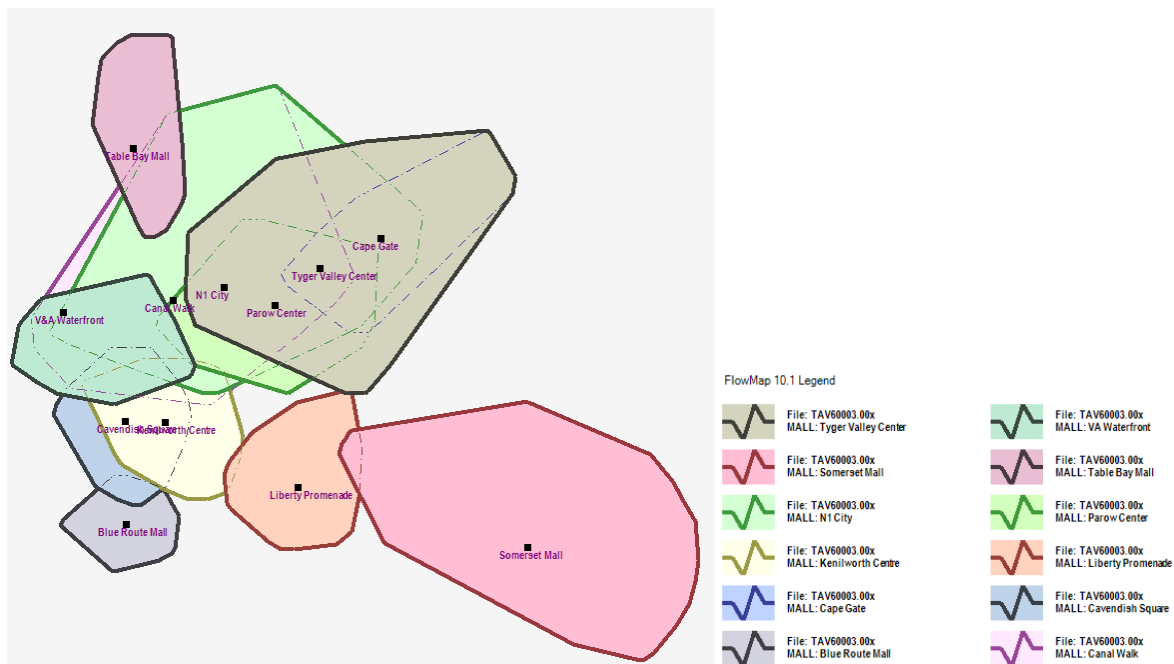 Table Bay Mall
Cape Gate
Tyger Valley Center
N1 City
Canal Walk
Parow Center
V&A Waterfront
Cavendish Square
Kenilworth Centre
Liberty Promenade
Blue Route Mall
Somerset Mall
FlowMap 10.1 Legend
File: TAV60003.00x
MALL: Tyger Valley Center
File: TAV60003.00x
MALL: Somerset Mall
File: TAV60003.00x
MALL: N1 City
File: TAV60003.00x
MALL: Kenilworth Centre
File: TAV60003.00x
MALL: Cape Gate
File: TAV60003.00x
MALL: Blue Route Mall
File: TAV60003.00x
MALL: VA Waterfront
File: TAV60003.00x
MALL: Table Bay Mall
File: TAV60003.00x
MALL: Parow Center
File: TAV60003.00x
MALL: Liberty Promenade
File: TAV60003.00x
MALL: Cavendish Square
File: TAV60003.00x
MALL: Canal Walk